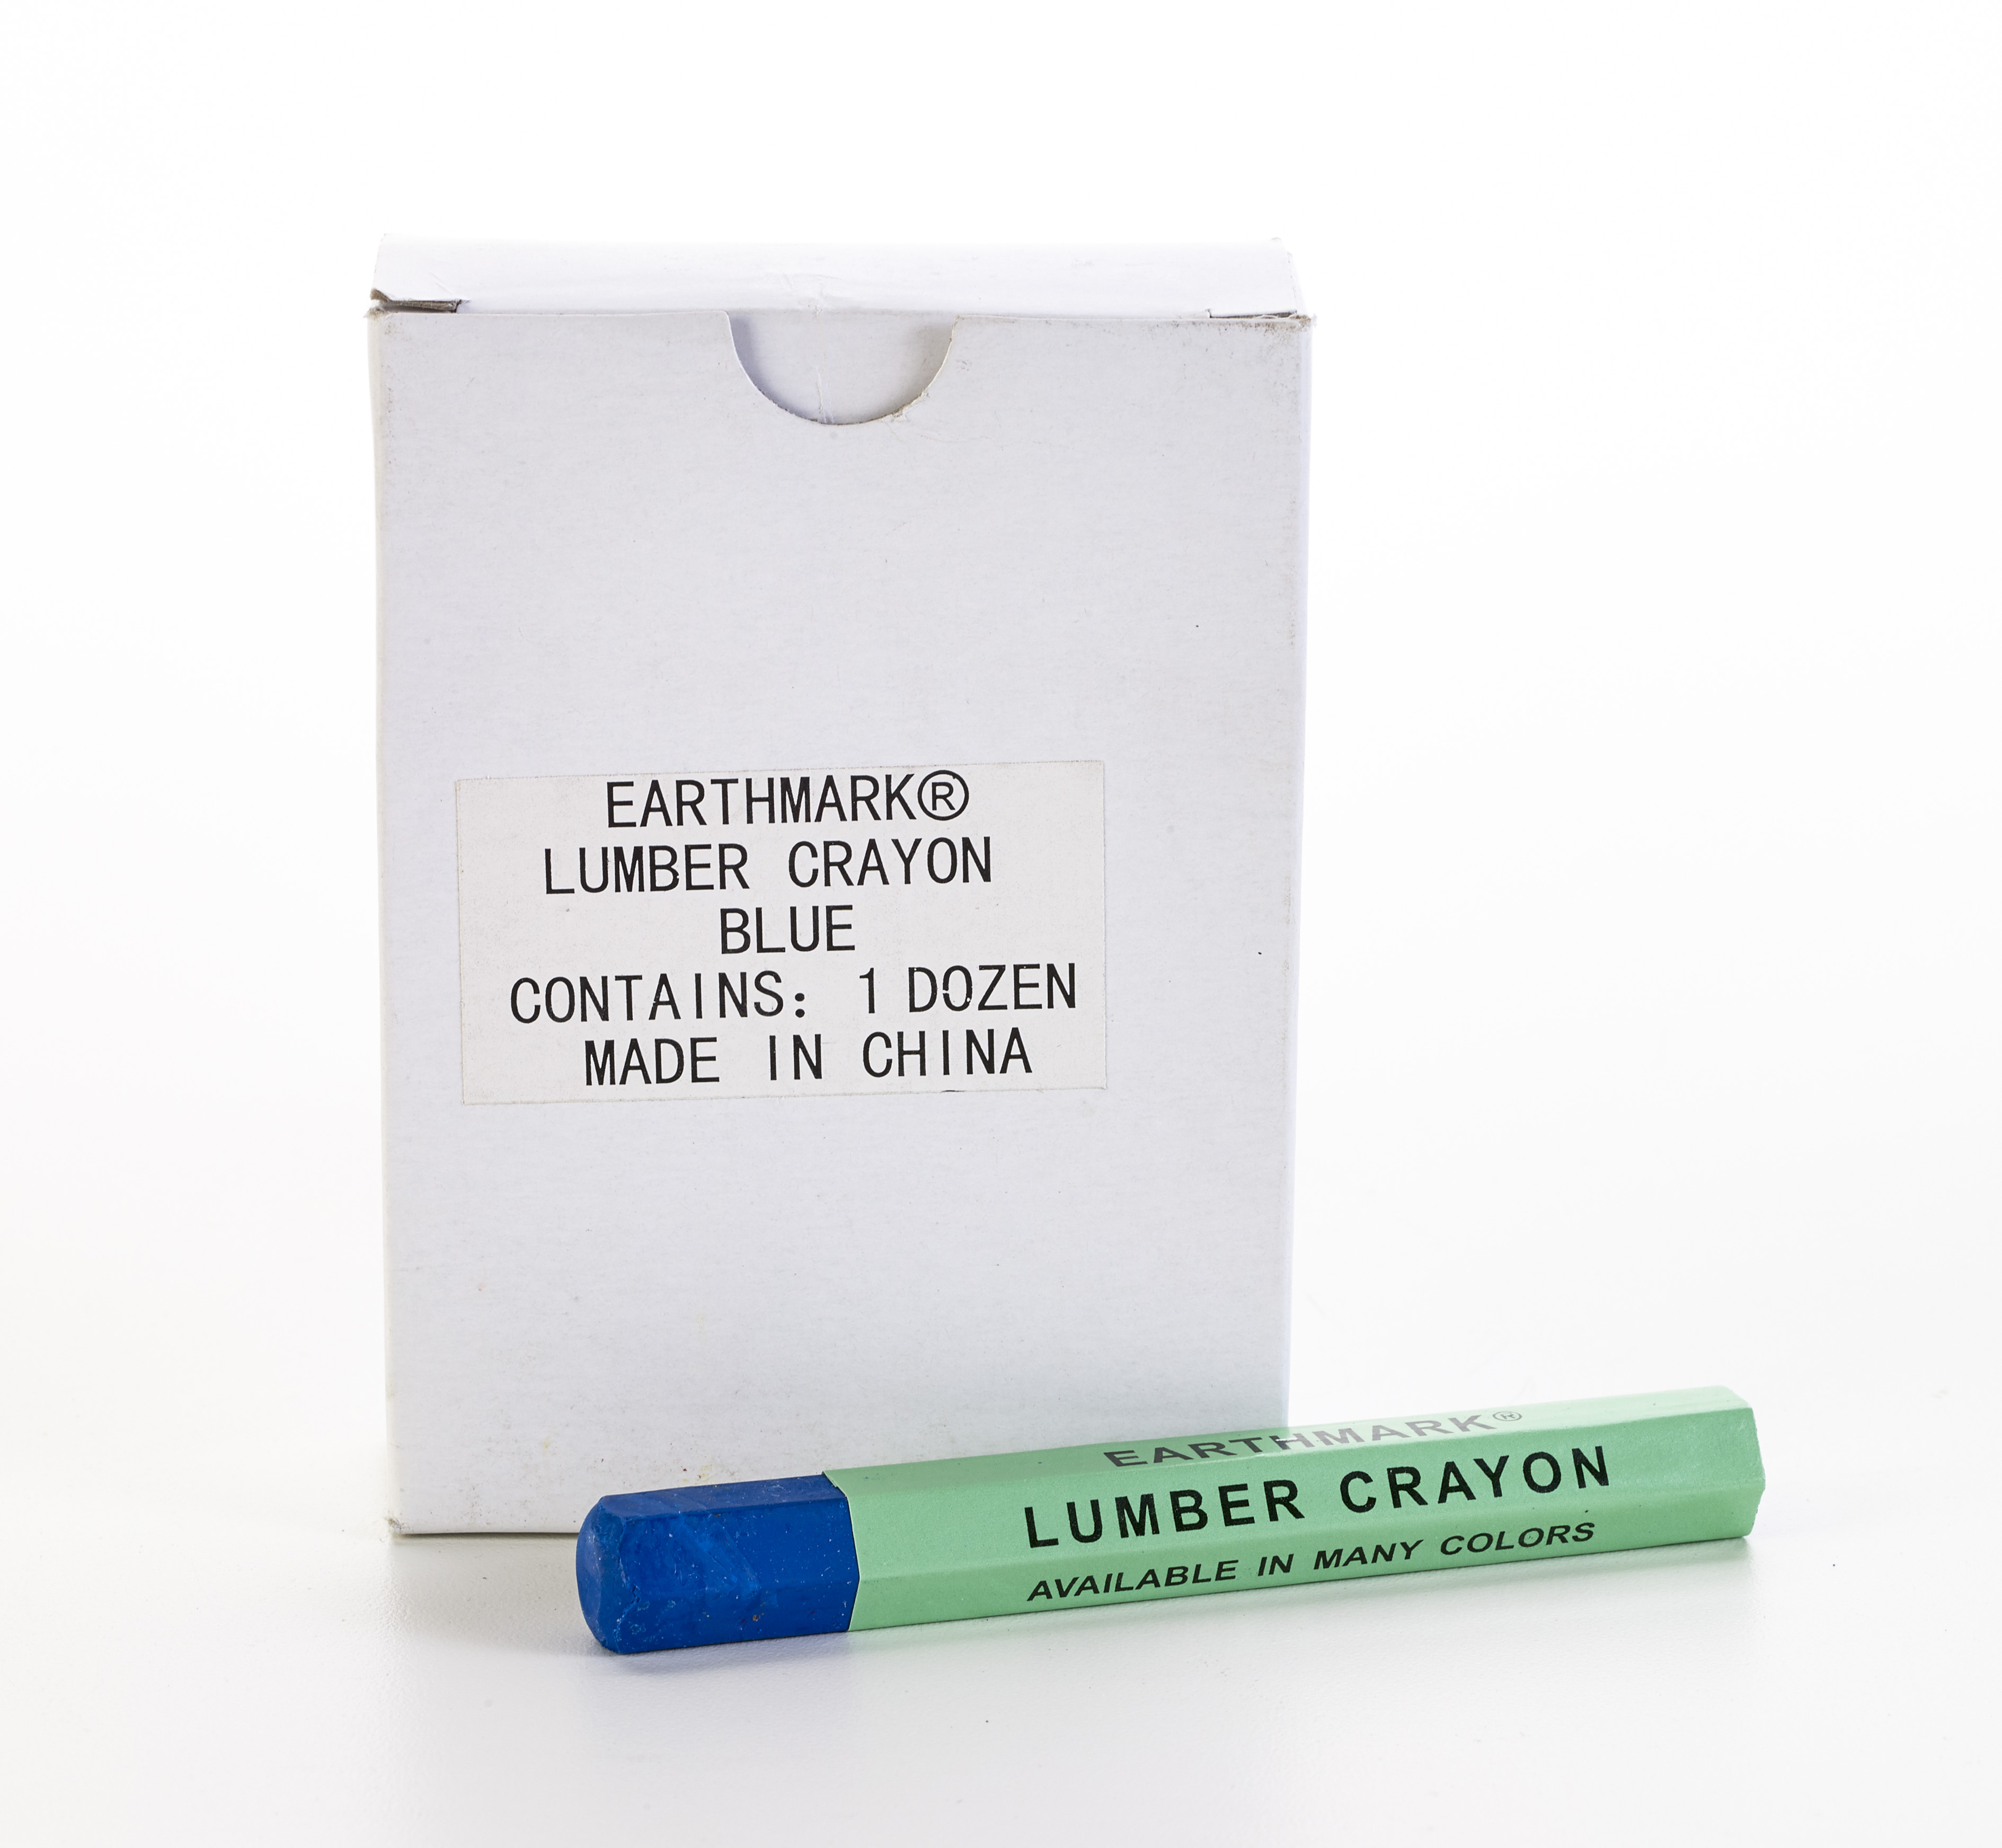 EARTHMARK®
LUMBER CRAYON
BLUE
CONTAINS: 1 DOZEN
MADE IN CHINA
EARTHMARK®
LUMBER CRAYON
AVAILABLE IN MANY COLORS